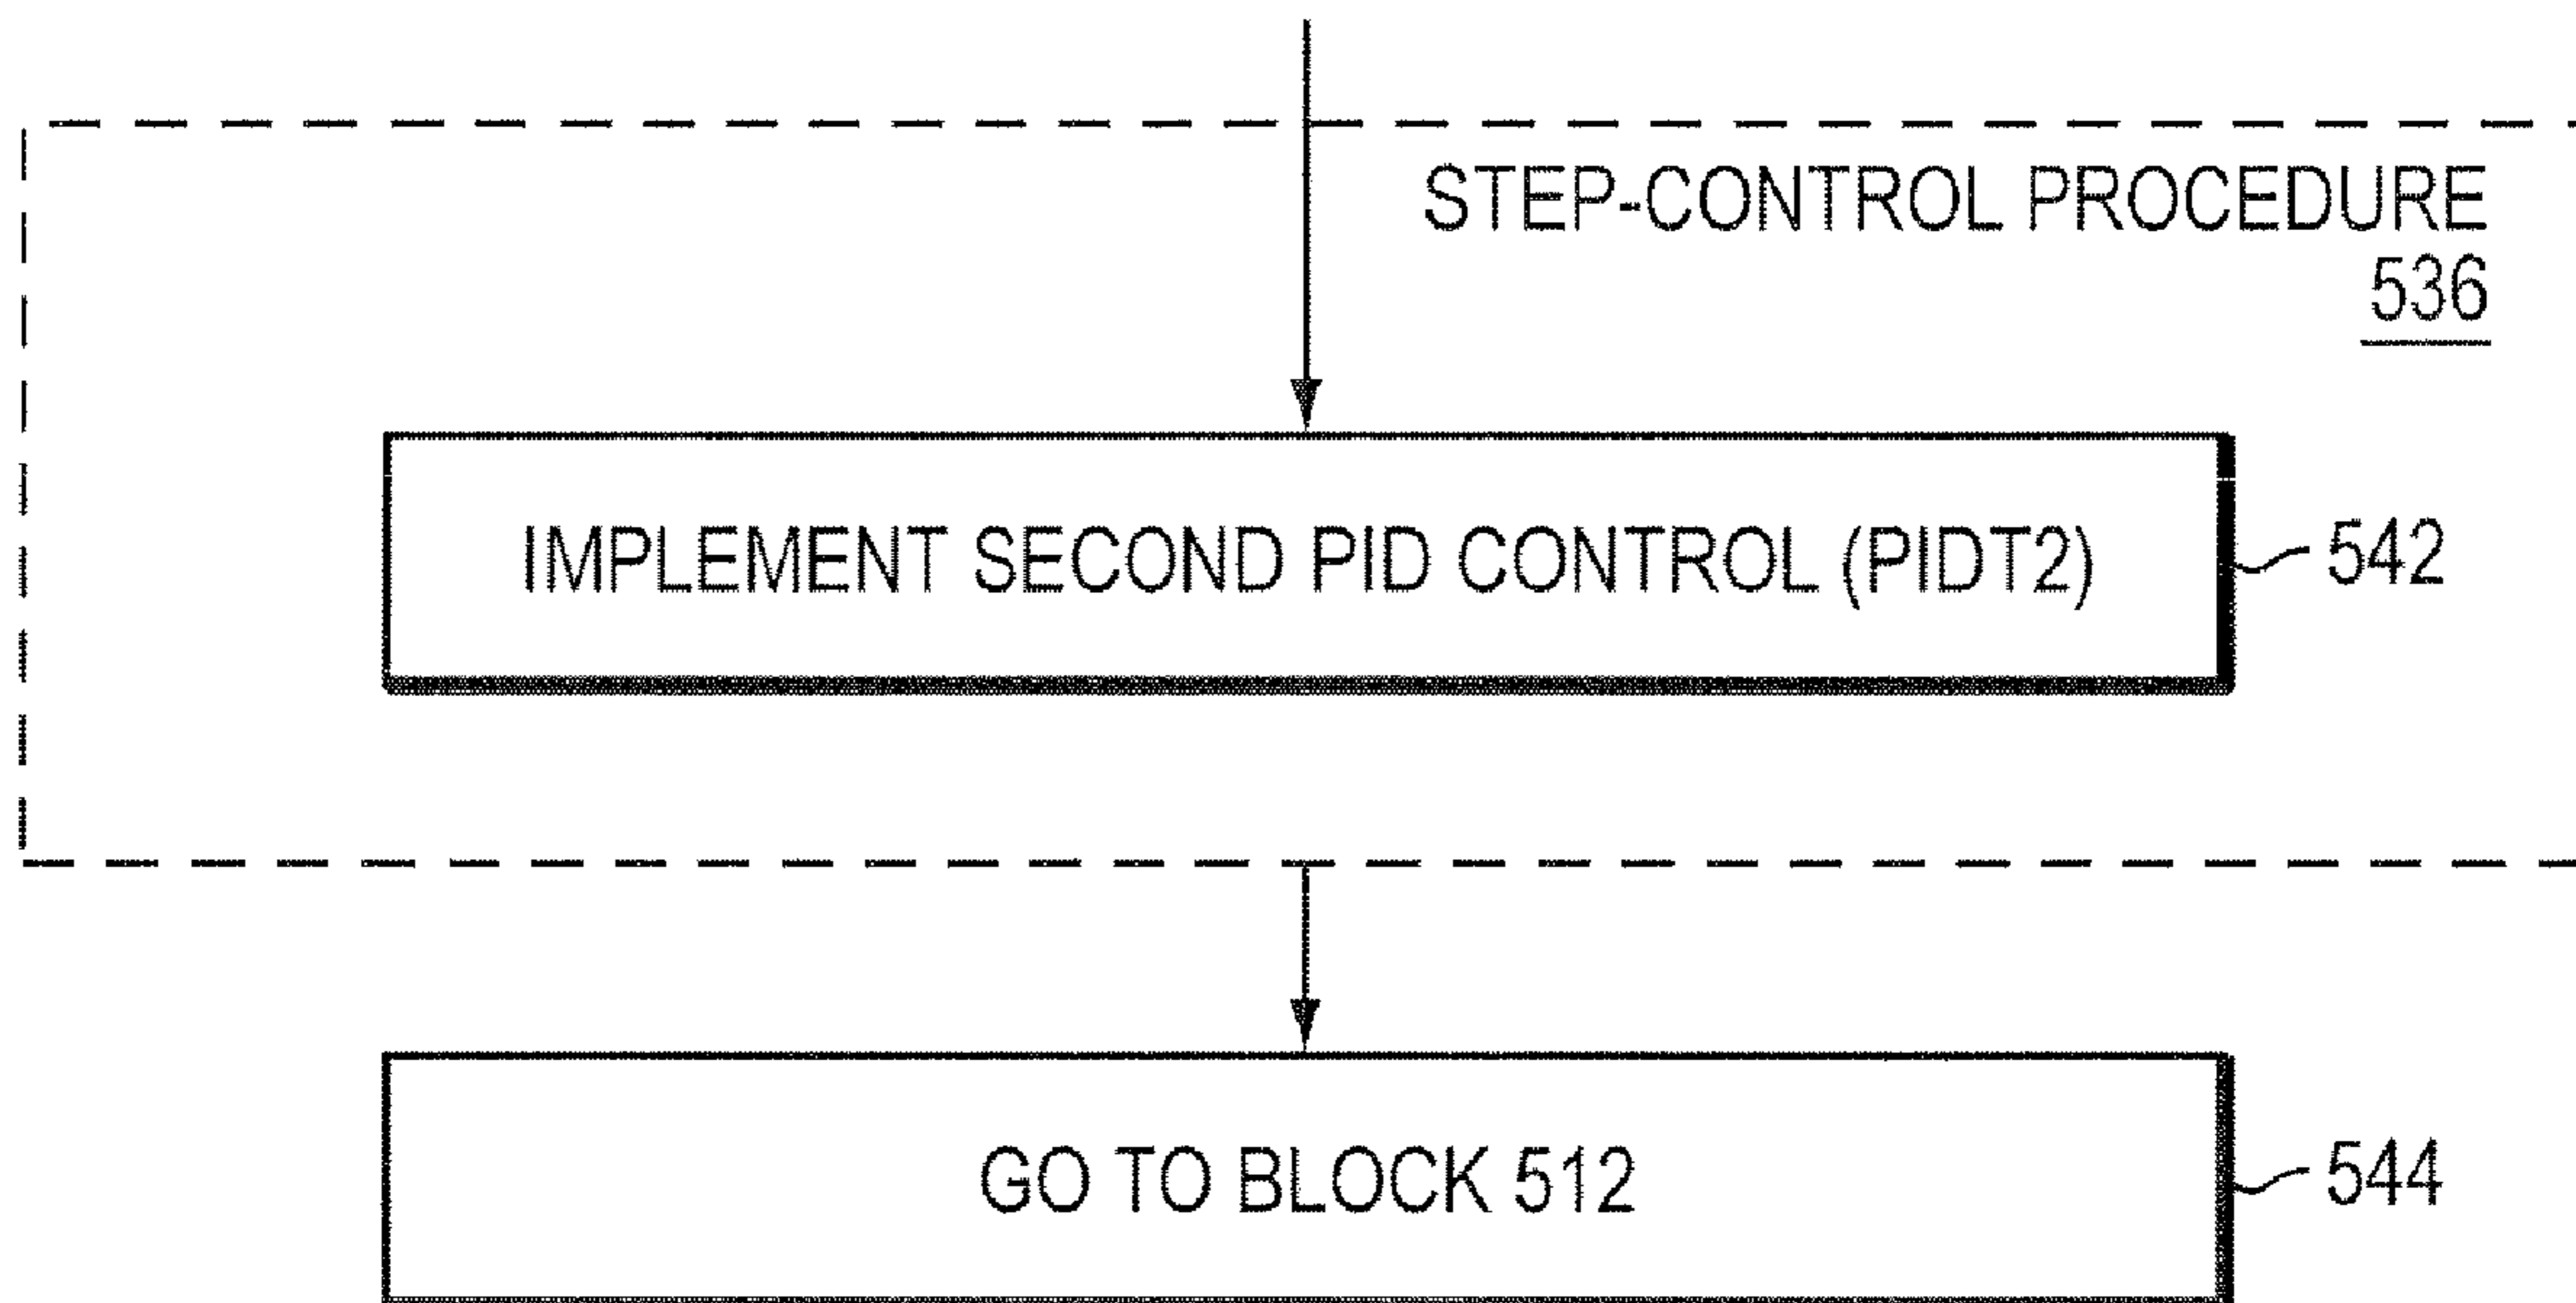 STEP-CONTROL PROCEDURE
536
IMPLEMENT SECOND PID CONTROL (PIDT2)
542
GO TO BLOCK 512
544